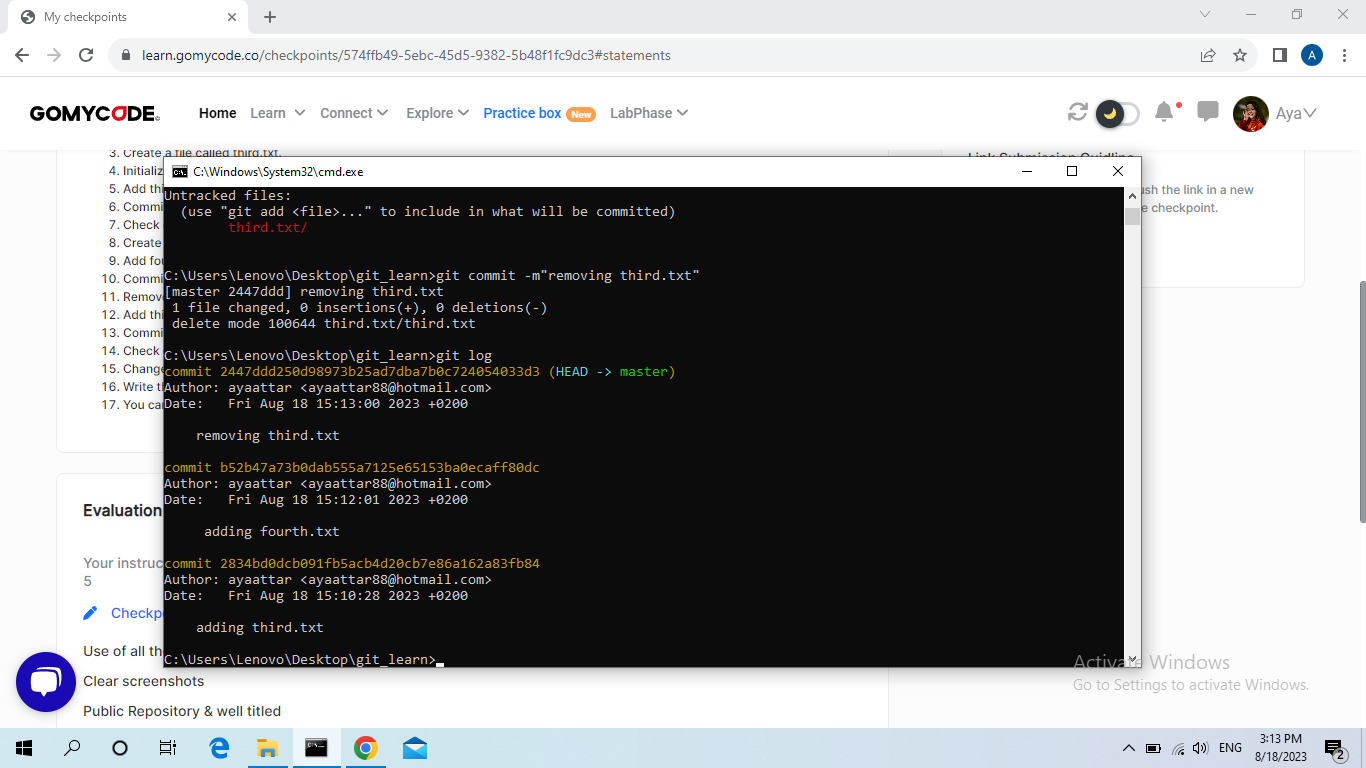 My checkpoints
learn.gomycode.co/checkpoints/574ffb49-5ebc-45d5-9382-5b48f1fc9dc3#statements
A
GOMYCODE
Home
Learn
Connect
Explore
Practice box
New
LabPhase
Aya
3. Create a file called third.txt.
Link Submission Guidline
4. Initializ
5. Add thi
6. Commi
7. Check
8. Create
9. Add fou
10. Commi
11. Remov
12. Add thi
13. Commi
14. Check
15. Change
16. Write t
17. You ca
ush the link in a new
e checkpoint.
C:\Windows\System32\cmd.exe
Untracked files:
(use "git add <file>..." to include in what will be committed)
third.txt/
C:\Users\Lenovo\Desktop\git_learn>git commit -m"removing third.txt"
[master 2447ddd] removing third.txt
1 file changed, 0 insertions(+), 0 deletions(-)
delete mode 100644 third.txt/third.txt
C:\Users\Lenovo\Desktop\git_learn>git log
commit 2447ddd250d98973b25ad7dba7b0c724054033d3 (HEAD -> master)
Author: ayaattar <ayaattar88@hotmail.com>
Date:   Fri Aug 18 15:13:00 2023 +0200
removing third.txt
commit b52b47a73b0dab555a7125e65153ba0ecaff80dc
Author: ayaattar <ayaattar88@hotmail.com>
Date:   Fri Aug 18 15:12:01 2023 +0200
adding fourth.txt
commit 2834bd0dcb091fb5acb4d20cb7e86a162a83fb84
Author: ayaattar <ayaattar88@hotmail.com>
Date:   Fri Aug 18 15:10:28 2023 +0200
adding third.txt
C:\Users\Lenovo\Desktop\git_learn>
Evaluation
Your instruc
5
Checkp
Use of all th
Clear screenshots
Public Repository & well titled
Activate Windows
Go to Settings to activate Windows.
ENG
3:13 PM
8/18/2023
2